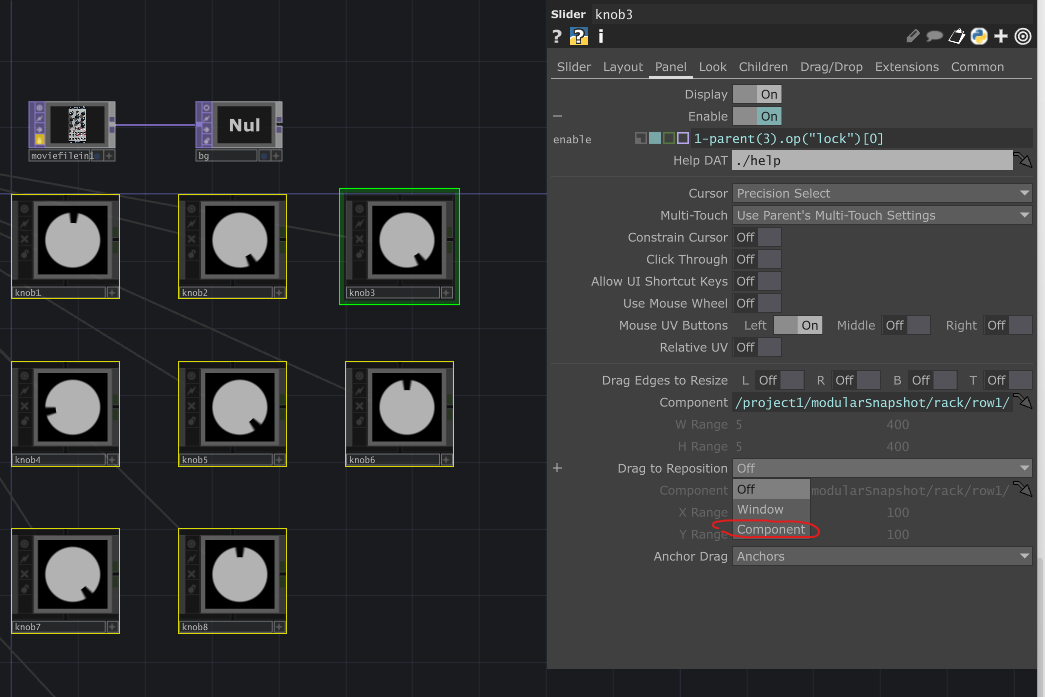 Slider knob3
? ? i
Slider Layout Panel Look Children Drag/Drop Extensions Common
Display On
Enable On
enable 1-parent(3).op("lock")[0]
Help DAT ./help
Cursor Precision Select
Multi-Touch Use Parent's Multi-Touch Settings
Constrain Cursor Off
Click Through Off
Allow UI Shortcut Keys Off
Use Mouse Wheel Off
Mouse UV Buttons Left On Middle Off Right Off
Relative UV Off
Drag Edges to Resize L Off R Off B Off T Off
Component /project1/modularSnapshot/rack/row1/
W Range 5 400
H Range 5 400
Drag to Reposition Off
Component modularSnapshot/rack/row1/
Off
Window
X Range 100
Component
Y Range 100
Anchor Drag Anchors
Nul
moviefilein1
bg
knob1
knob2
knob3
knob4
knob5
knob6
knob7
knob8